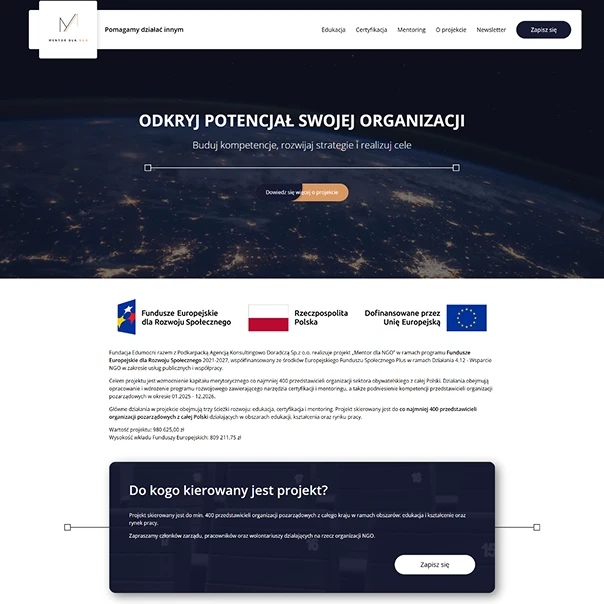 MENTOR DLA NGO
Pomagamy działać innym
Edukacja
Certyfikacja
Mentoring
O projekcie
Newsletter
Zapisz się
ODKRYJ POTENCJAŁ SWOJEJ ORGANIZACJI
Buduj kompetencje, rozwijaj strategie i realizuj cele
Dowiedz się więcej o projekcie
Fundusze Europejskie
dla Rozwoju Społecznego
Rzeczpospolita
Polska
Dofinansowane przez
Unię Europejską
Fundacja Edumocni razem z Podkarpacką Agencją Konsultingowo Doradczą Sp.z o.o. realizuje projekt „Mentor dla NGO” w ramach programu Fundusze
Europejskie dla Rozwoju Społecznego 2021-2027, współfinansowany ze środków Europejskiego Funduszu Społecznego Plus w ramach Działania 4.12 - Wsparcie
NGO w zakresie usług publicznych i współpracy.
Celem projektu jest wzmocnienie kapitału merytorycznego co najmniej 400 przedstawicieli organizacji sektora obywatelskiego z całej Polski. Działania obejmują
opracowanie i wdrożenie programu rozwojowego zawierającego narzędzia certyfikacji i mentoringu, a także podniesienie kompetencji przedstawicieli organizacji
pozarządowych w okresie 01.2025 - 12.2026.
Główne działania w projekcie obejmują trzy ścieżki rozwoju: edukacja, certyfikacja i mentoring. Projekt skierowany jest do co najmniej 400 przedstawicieli
organizacji pozarządowych z całej Polski działających w obszarach edukacji, kształcenia oraz rynku pracy.
Wartość projektu: 980 625,00 zł
Wysokość wkładu Funduszy Europejskich: 809 211,75 zł
Do kogo kierowany jest projekt?
Projekt skierowany jest do min. 400 przedstawicieli organizacji pozarządowych z całego kraju w ramach obszarów: edukacja i kształcenie oraz
rynek pracy.
Zapraszamy członków zarządu, pracowników oraz wolontariuszy działających na rzecz organizacji NGO.
Zapisz się